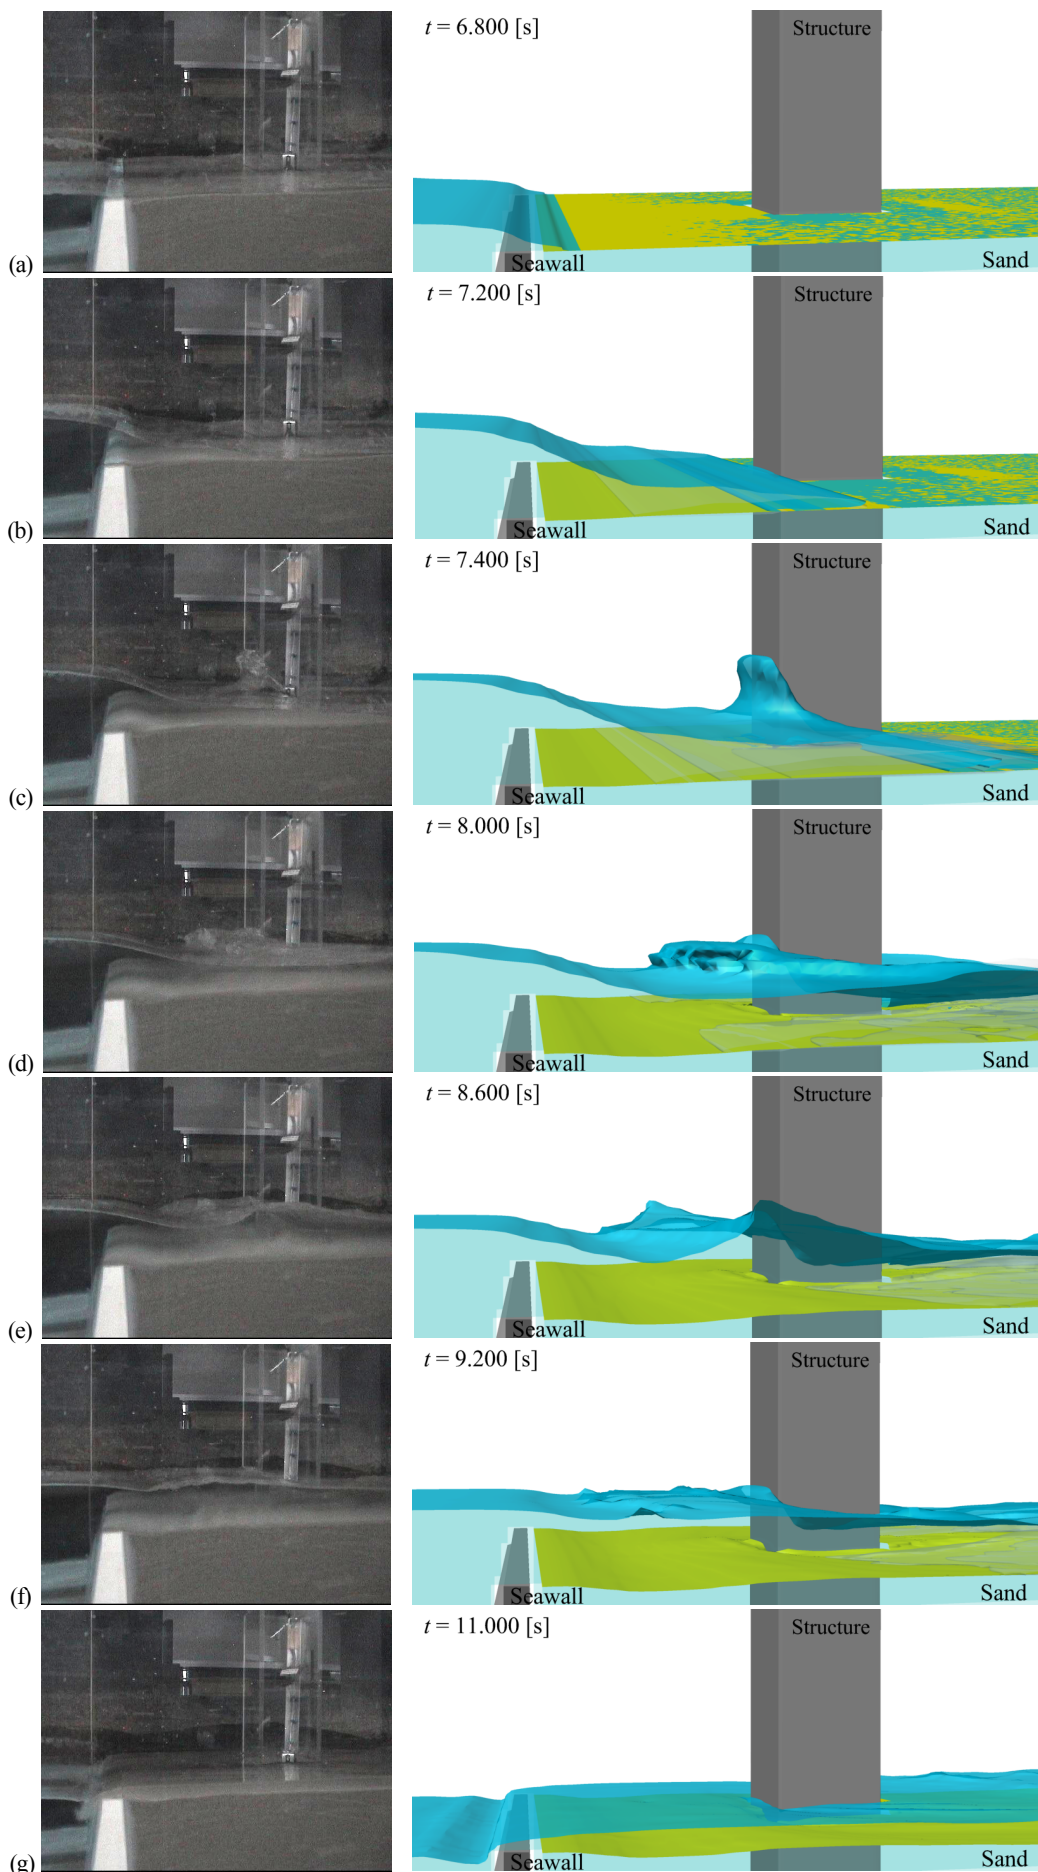 t = 6.800 [s]
Structure
(a)
Seawall
Sand
t = 7.200 [s]
Structure
(b)
Seawall
Sand
t = 7.400 [s]
Structure
(c)
Seawall
Sand
t = 8.000 [s]
Structure
(d)
Seawall
Sand
t = 8.600 [s]
Structure
(e)
Seawall
Sand
t = 9.200 [s]
Structure
(f)
Seawall
Sand
t = 11.000 [s]
Structure
(g)
Seawall
Sand